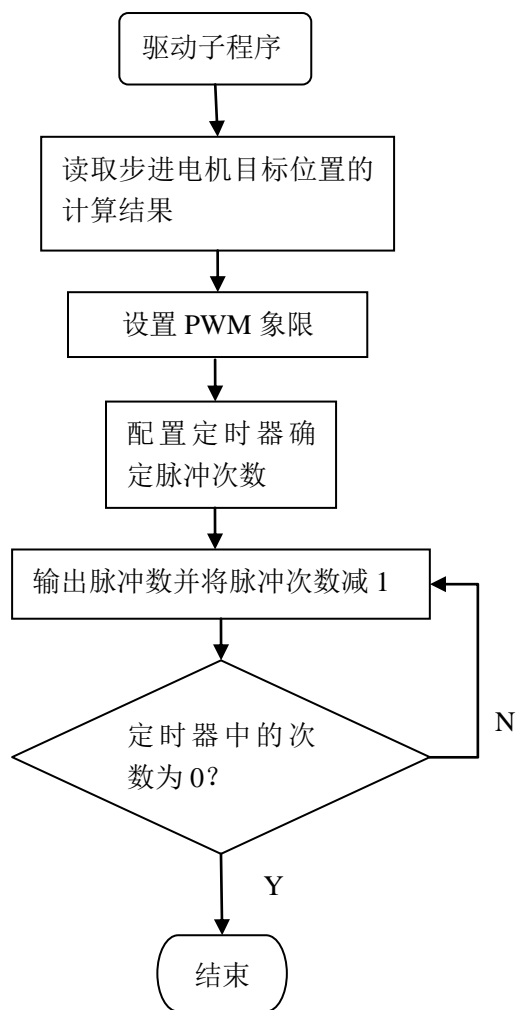 驱动子程序
读取步进电机目标位置的
计算结果
设置 PWM 象限
配置定时器确
定脉冲次数
输出脉冲数并将脉冲次数减 1
定时器中的次
数为 0?
N
Y
结束